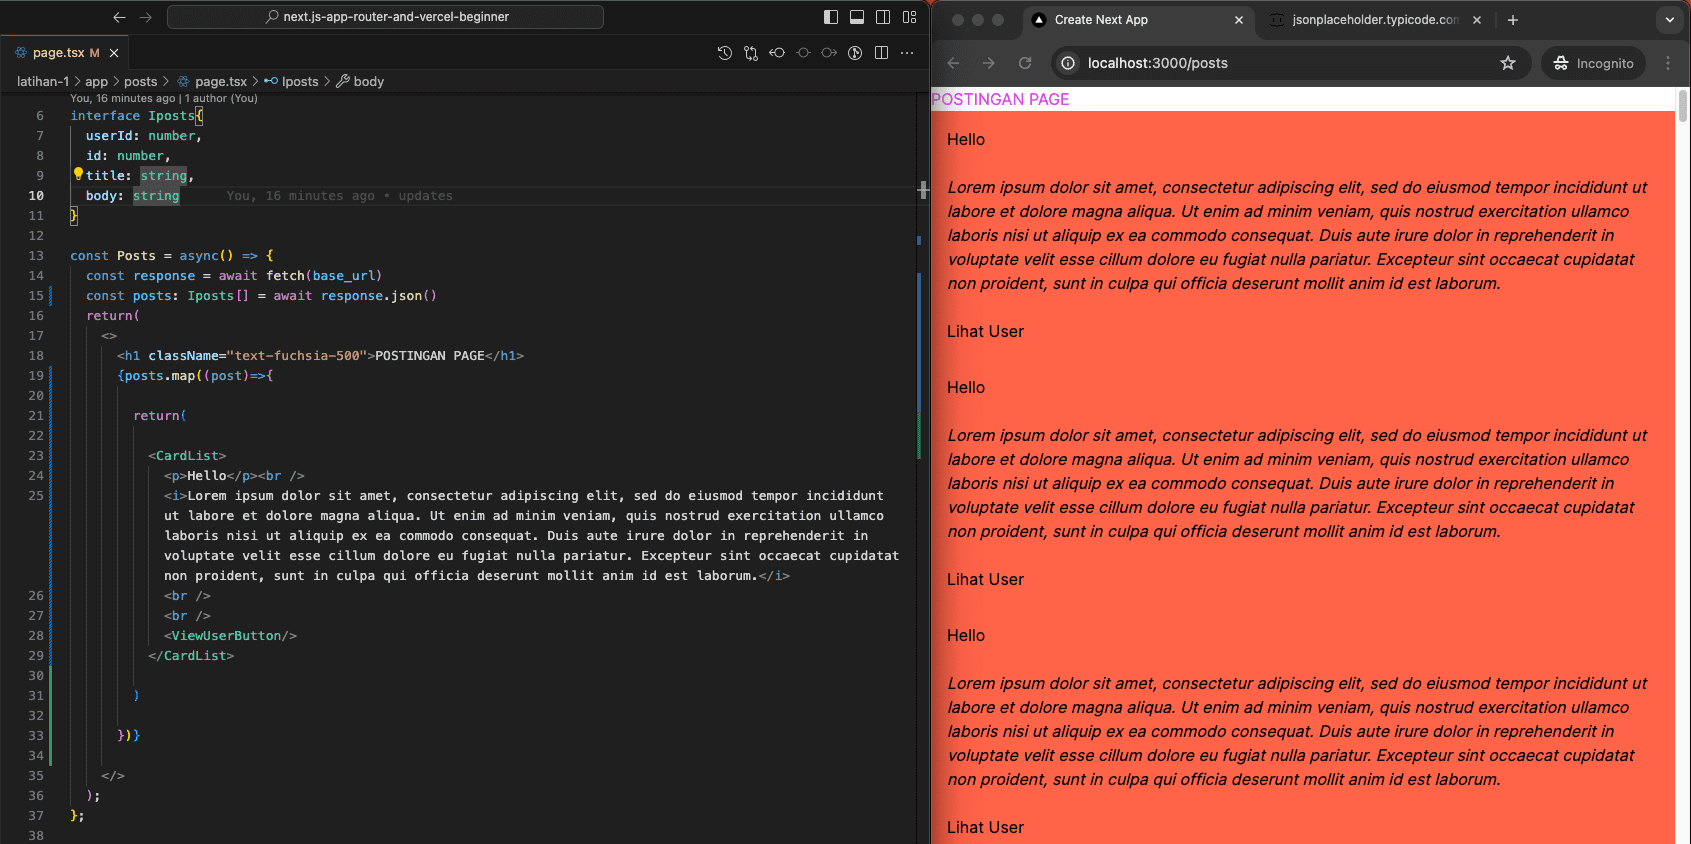 next.js-app-router-and-vercel-beginner
page.tsx M
latihan-1 > app > posts > page.tsx > Iposts > body
You, 16 minutes ago | 1 author (You)
6 interface Iposts{
7 userId: number,
8 id: number,
9 title: string,
10 body: string You, 16 minutes ago • updates
11 }
12
13 const Posts = async() => {
14 const response = await fetch(base_url)
15 const posts: Iposts[] = await response.json()
16 return(
17 <>
18 <h1 className="text-fuchsia-500">POSTINGAN PAGE</h1>
19 {posts.map((post)=>{
20
21 return(
22
23 <CardList>
24 <p>Hello</p><br />
25 <i>Lorem ipsum dolor sit amet, consectetur adipiscing elit, sed do eiusmod tempor incididunt
ut labore et dolore magna aliqua. Ut enim ad minim veniam, quis nostrud exercitation ullamco
laboris nisi ut aliquip ex ea commodo consequat. Duis aute irure dolor in reprehenderit in
voluptate velit esse cillum dolore eu fugiat nulla pariatur. Excepteur sint occaecat cupidatat
non proident, sunt in culpa qui officia deserunt mollit anim id est laborum.</i>
26 <br />
27 <br />
28 <ViewUserButton/>
29 </CardList>
30
31 )
32
33 })}
34
35 </>
36 );
37 };
38
Create Next App
jsonplaceholder.typicode.com
localhost:3000/posts
Incognito
POSTINGAN PAGE
Hello
Lorem ipsum dolor sit amet, consectetur adipiscing elit, sed do eiusmod tempor incididunt ut
labore et dolore magna aliqua. Ut enim ad minim veniam, quis nostrud exercitation ullamco
laboris nisi ut aliquip ex ea commodo consequat. Duis aute irure dolor in reprehenderit in
voluptate velit esse cillum dolore eu fugiat nulla pariatur. Excepteur sint occaecat cupidatat
non proident, sunt in culpa qui officia deserunt mollit anim id est laborum.
Lihat User
Hello
Lorem ipsum dolor sit amet, consectetur adipiscing elit, sed do eiusmod tempor incididunt ut
labore et dolore magna aliqua. Ut enim ad minim veniam, quis nostrud exercitation ullamco
laboris nisi ut aliquip ex ea commodo consequat. Duis aute irure dolor in reprehenderit in
voluptate velit esse cillum dolore eu fugiat nulla pariatur. Excepteur sint occaecat cupidatat
non proident, sunt in culpa qui officia deserunt mollit anim id est laborum.
Lihat User
Hello
Lorem ipsum dolor sit amet, consectetur adipiscing elit, sed do eiusmod tempor incididunt ut
labore et dolore magna aliqua. Ut enim ad minim veniam, quis nostrud exercitation ullamco
laboris nisi ut aliquip ex ea commodo consequat. Duis aute irure dolor in reprehenderit in
voluptate velit esse cillum dolore eu fugiat nulla pariatur. Excepteur sint occaecat cupidatat
non proident, sunt in culpa qui officia deserunt mollit anim id est laborum.
Lihat User